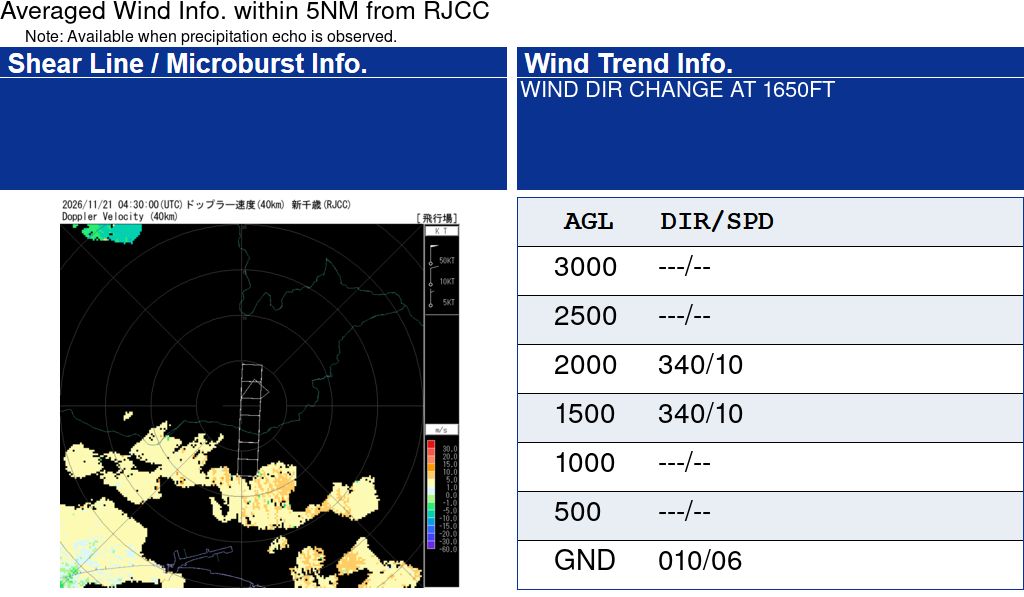 Averaged Wind Info. within 5NM from RJCC
Note: Available when precipitation echo is observed.
Shear Line / Microburst Info.
Wind Trend Info.
WIND DIR CHANGE AT 1650FT
2026/11/21 04:30:00(UTC) ドップラー速度(40km) 新千歳(RJCC)
Doppler Velocity (40km)
[飛行場]
KT
50KT
10KT
5KT
m/s
30.0
20.0
15.0
10.0
5.0
1.0
0.0
-1.0
-5.0
-10.0
-15.0
-20.0
-30.0
-60.0
AGL DIR/SPD
3000 ---/--
2500 ---/--
2000 340/10
1500 340/10
1000 ---/--
500 ---/--
GND 010/06